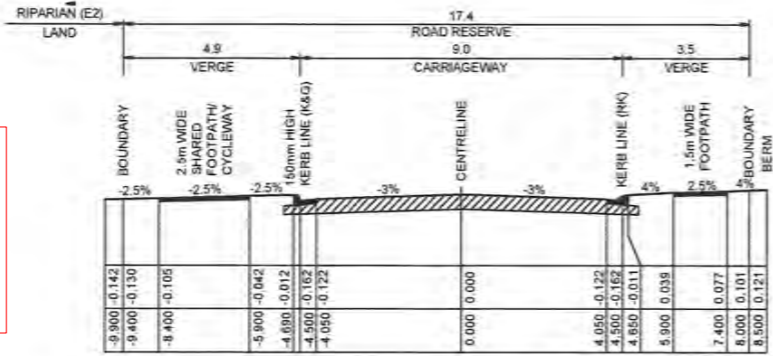 RIPARIAN (E2)
LAND
17.4
ROAD RESERVE
4.9
VERGE
9.0
CARRIAGEWAY
3.5
VERGE
BOUNDARY
2.5m WIDE
SHARED
FOOTPATH/
CYCLEWAY
150mm HIGH
KERB LINE (K&G)
CENTRELINE
KERB LINE (RK)
1.5m WIDE
FOOTPATH
BOUNDARY
BERM
-2.5% -2.5% -2.5% -3% -3% 4% 2.5% 4%
-0.142 -0.130 -0.105 -0.042 -0.012 -0.162 -0.122 0.000 -0.122 -0.162 -0.011 0.039 0.077 0.101 0.121
-9.900 -9.400 -8.400 -5.900 -4.690 -4.500 -4.050 0.000 4.050 4.500 4.650 5.900 7.400 8.000 8.500